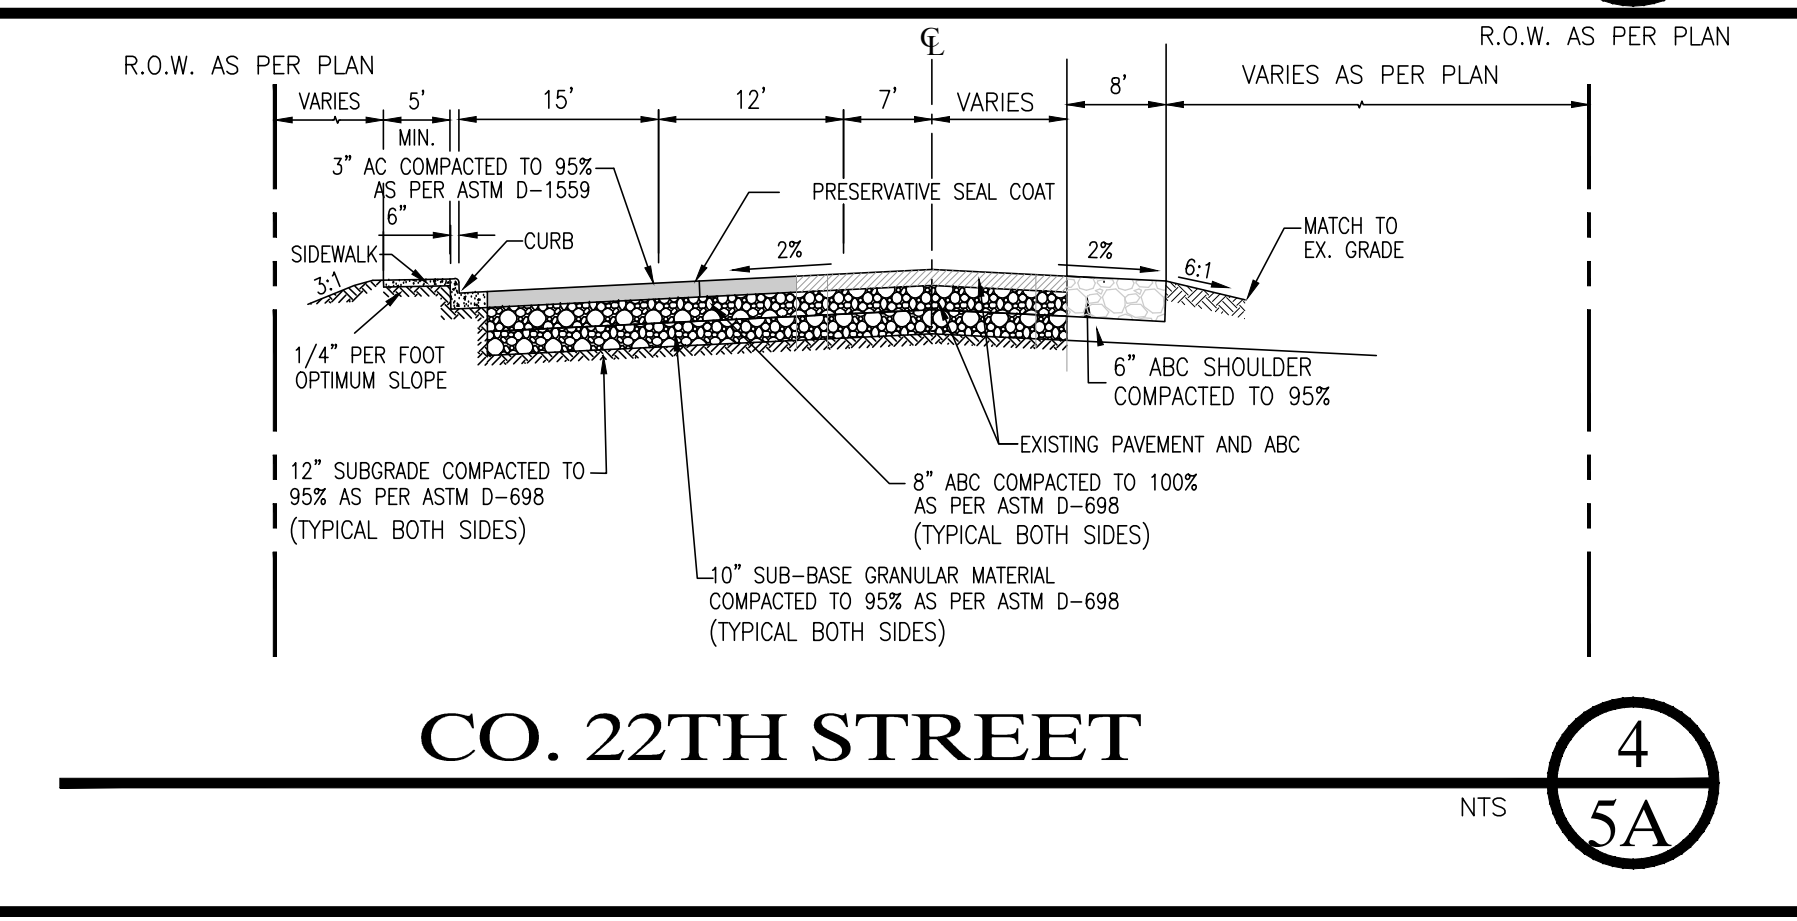 R.O.W. AS PER PLAN
R.O.W. AS PER PLAN
℄
VARIES
5'
MIN.
15'
12'
7'
VARIES
8'
VARIES AS PER PLAN
3" AC COMPACTED TO 95%
AS PER ASTM D-1559
PRESERVATIVE SEAL COAT
6"
CURB
SIDEWALK
3:1
2%
2%
6:1
MATCH TO
EX. GRADE
1/4" PER FOOT
OPTIMUM SLOPE
6" ABC SHOULDER
COMPACTED TO 95%
EXISTING PAVEMENT AND ABC
12" SUBGRADE COMPACTED TO
95% AS PER ASTM D-698
(TYPICAL BOTH SIDES)
8" ABC COMPACTED TO 100%
AS PER ASTM D-698
(TYPICAL BOTH SIDES)
10" SUB-BASE GRANULAR MATERIAL
COMPACTED TO 95% AS PER ASTM D-698
(TYPICAL BOTH SIDES)
CO. 22TH STREET
NTS
4
5A